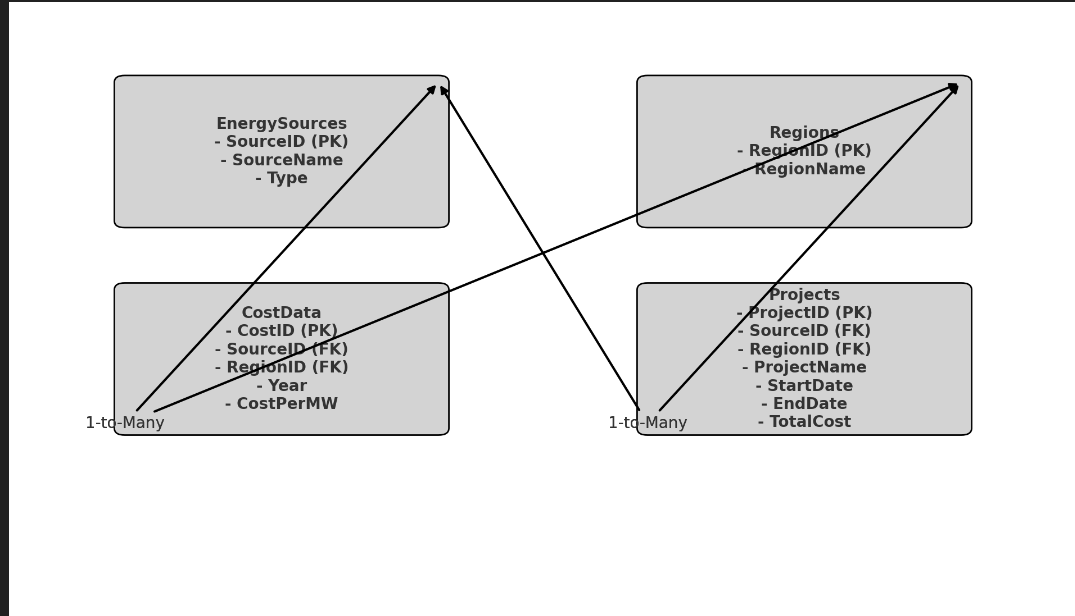 EnergySources
- SourceID (PK)
- SourceName
- Type
Regions
- RegionID (PK)
- RegionName
CostData
- CostID (PK)
- SourceID (FK)
- RegionID (FK)
- Year
- CostPerMW
1-to-Many
Projects
- ProjectID (PK)
- SourceID (FK)
- RegionID (FK)
- ProjectName
- StartDate
- EndDate
- TotalCost
1-to-Many